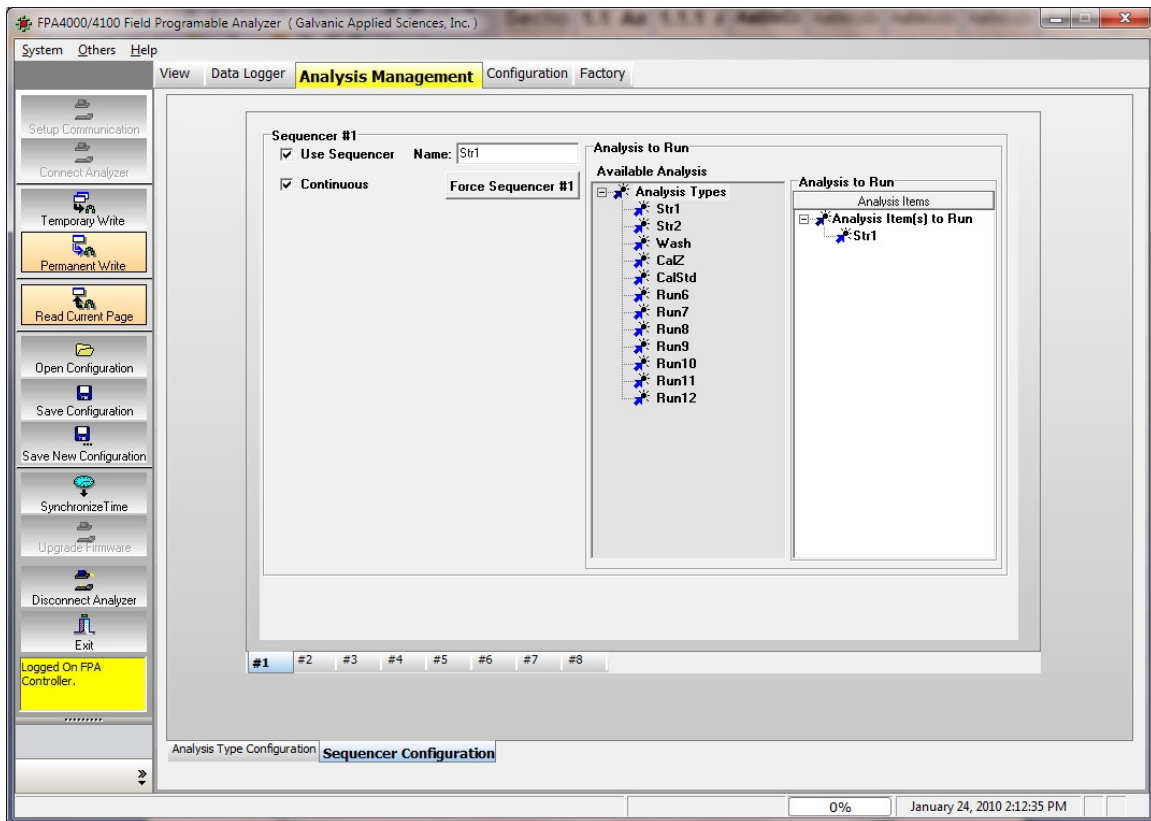 FPA4000/4100 Field Programable Analyzer ( Galvanic Applied Sciences, Inc. )
System Others Help
View Data Logger Analysis Management Configuration Factory
Setup Communication
Connect Analyzer
Temporary Write
Permanent Write
Read Current Page
Open Configuration
Save Configuration
Save New Configuration
SynchronizeTime
Upgrade Firmware
Disconnect Analyzer
Exit
Logged On FPA
Controller.
Sequencer #1
Use Sequencer Name: Str1
Continuous Force Sequencer #1
Analysis to Run
Available Analysis
Analysis Types
Str1
Str2
Wash
CalZ
CalStd
Run6
Run7
Run8
Run9
Run10
Run11
Run12
Analysis to Run
Analysis Items
Analysis Item(s) to Run
Str1
#1 #2 #3 #4 #5 #6 #7 #8
Analysis Type Configuration Sequencer Configuration
0% January 24, 2010 2:12:35 PM